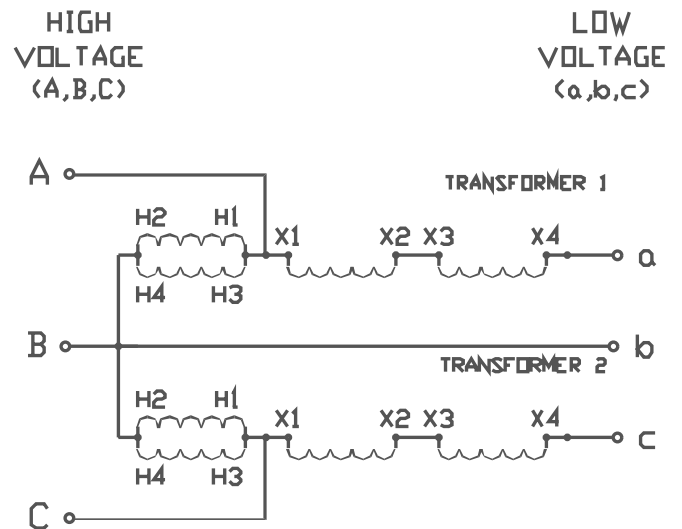 HIGH VOLTAGE (A,B,C)
LOW VOLTAGE (a,b,c)
A
TRANSFORMER 1
H2 H1
X1 X2 X3 X4
a
H4 H3
B
b
TRANSFORMER 2
H2 H1
X1 X2 X3 X4
c
H4 H3
C